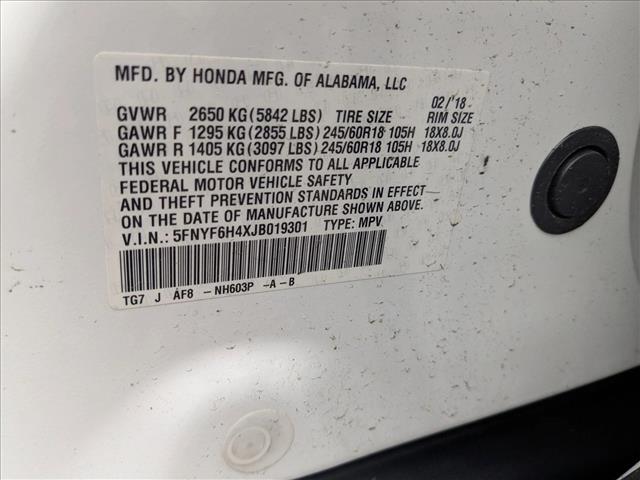 MFD. BY HONDA MFG. OF ALABAMA, LLC
02/'18
GVWR 2650 KG(5842 LBS) TIRE SIZE RIM SIZE
GAWR F 1295 KG(2855 LBS)245/60R18 105H 18X8.0J
GAWR R 1405 KG(3097 LBS)245/60R18 105H 18X8.0J
THIS VEHICLE CONFORMS TO ALL APPLICABLE
FEDERAL MOTOR VEHICLE SAFETY
AND THEFT PREVENTION STANDARDS IN EFFECT
ON THE DATE OF MANUFACTURE SHOWN ABOVE.
V.I.N.: 5FNYF6H4XJB019301 TYPE: MPV
TG7 J AF8 -NH603P -A-B